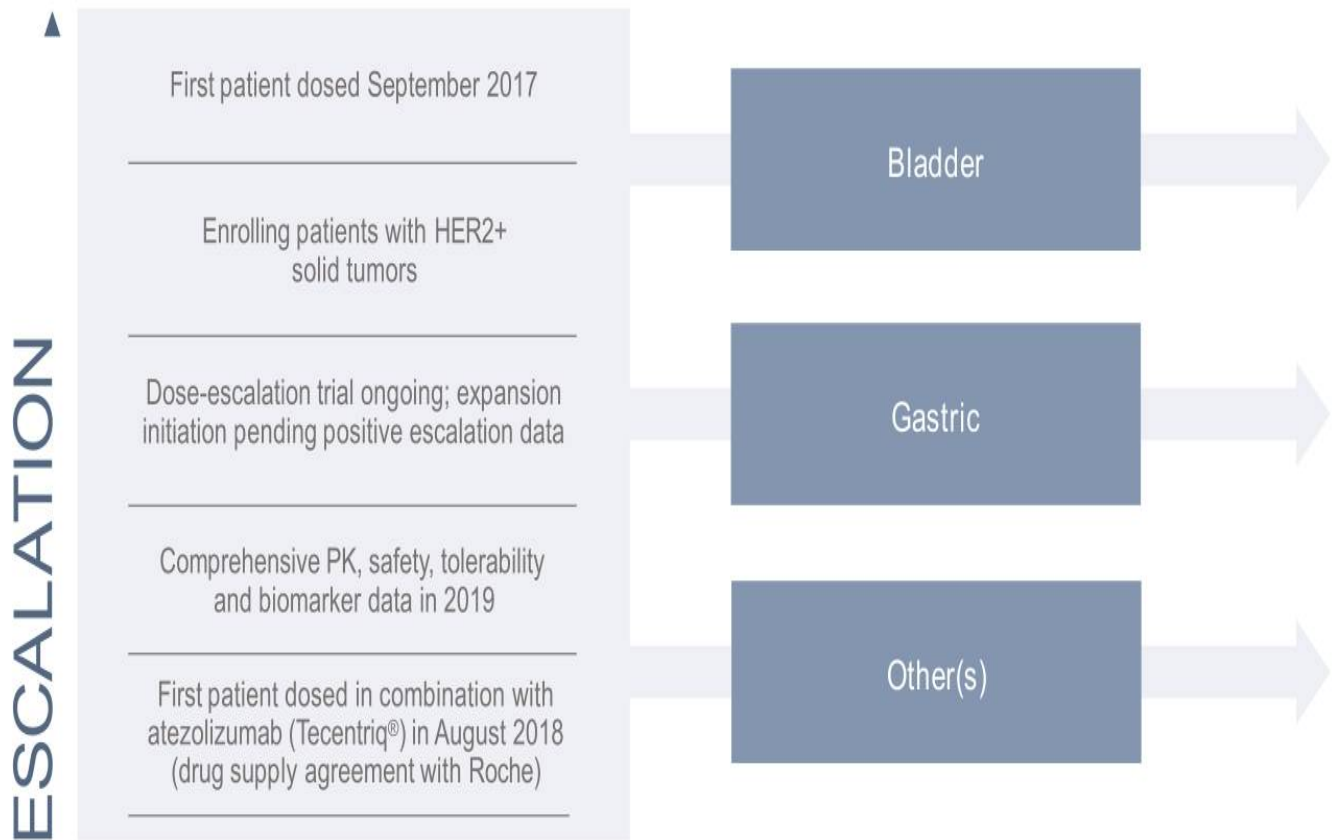 ESCALATION
First patient dosed September 2017
Enrolling patients with HER2+
solid tumors
Dose-escalation trial ongoing; expansion
initiation pending positive escalation data
Comprehensive PK, safety, tolerability
and biomarker data in 2019
First patient dosed in combination with
atezolizumab (Tecentriq®) in August 2018
(drug supply agreement with Roche)
Bladder
Gastric
Other(s)